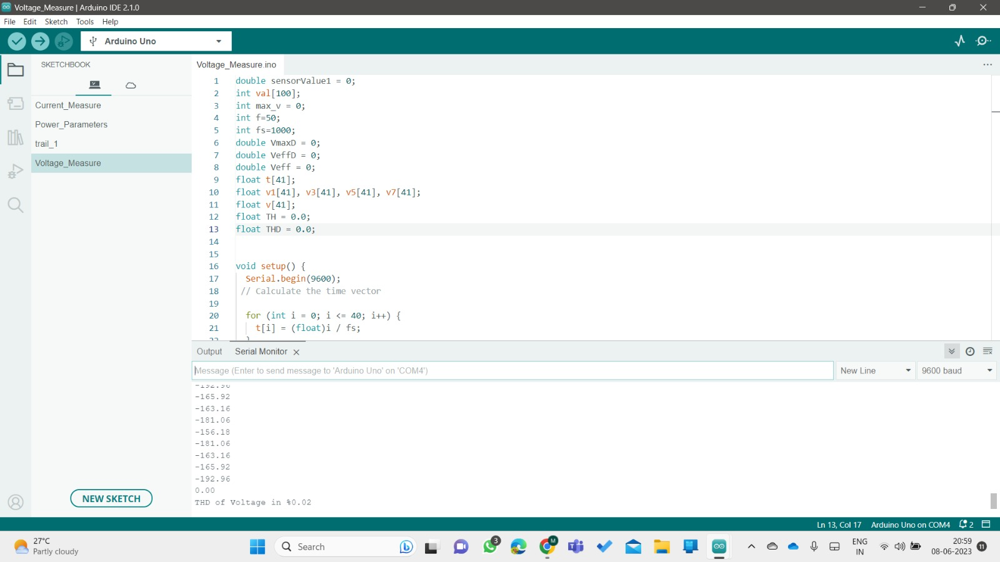 Voltage_Measure | Arduino IDE 2.1.0
File Edit Sketch Tools Help
Arduino Uno
SKETCHBOOK
Current_Measure
Power_Parameters
trail_1
Voltage_Measure
NEW SKETCH
Voltage_Measure.ino
1 double sensorValue1 = 0;
2 int val[100];
3 int max_v = 0;
4 int f=50;
5 int fs=1000;
6 double VmaxD = 0;
7 double VeffD = 0;
8 double Veff = 0;
9 float t[41];
10 float v1[41], v3[41], v5[41], v7[41];
11 float v[41];
12 float TH = 0.0;
13 float THD = 0.0;
14
15
16 void setup() {
17 Serial.begin(9600);
18 // Calculate the time vector
19
20 for (int i = 0; i <= 40; i++) {
21 t[i] = (float)i / fs;
22 }
Output Serial Monitor
Message (Enter to send message to 'Arduino Uno' on 'COM4') New Line 9600 baud
-192.96
-165.92
-163.16
-181.06
-156.18
-181.06
-163.16
-165.92
-192.96
0.00
THD of Voltage in %0.02
Ln 13, Col 17 Arduino Uno on COM4 2
27°C
Partly cloudy
Search
3
M
ENG
IN
20:59
08-06-2023
11